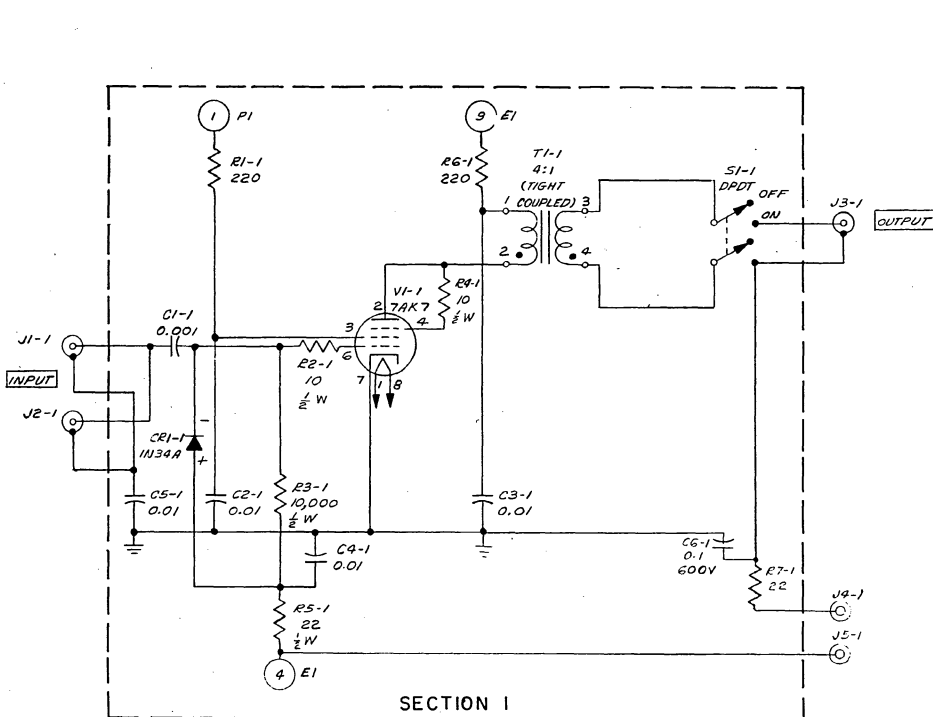 1 P1
9 E1
R1-1
220
R6-1
220
T1-1
4:1
(TIGHT
COUPLED)
1
2
3
4
S1-1
DPDT
OFF
ON
J3-1
OUTPUT
V1-1
7AK7
2
3
4
6
7
1
8
R4-1
10
½ W
C1-1
0.001
J1-1
INPUT
J2-1
R2-1
10
½ W
CR1-1
1N34A
-
+
C5-1
0.01
C2-1
0.01
R3-1
10,000
½ W
C3-1
0.01
C4-1
0.01
C6-1
0.1
600V
R7-1
22
J4-1
J5-1
R5-1
22
½ W
4 E1
SECTION 1